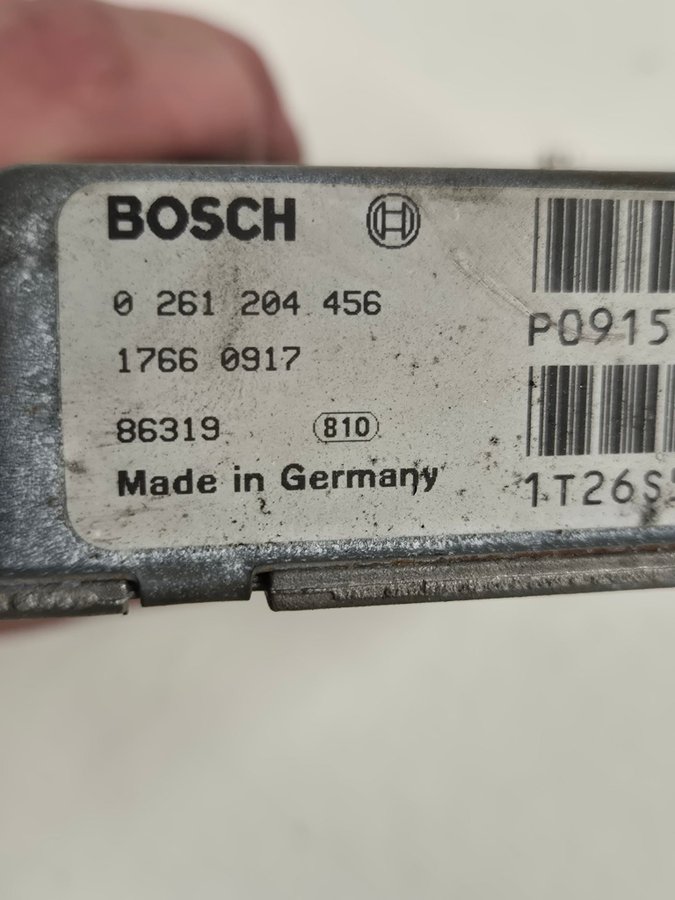 BOSCH
0 261 204 456
1766 0917
86319 810
Made in Germany
P0915
1T26S